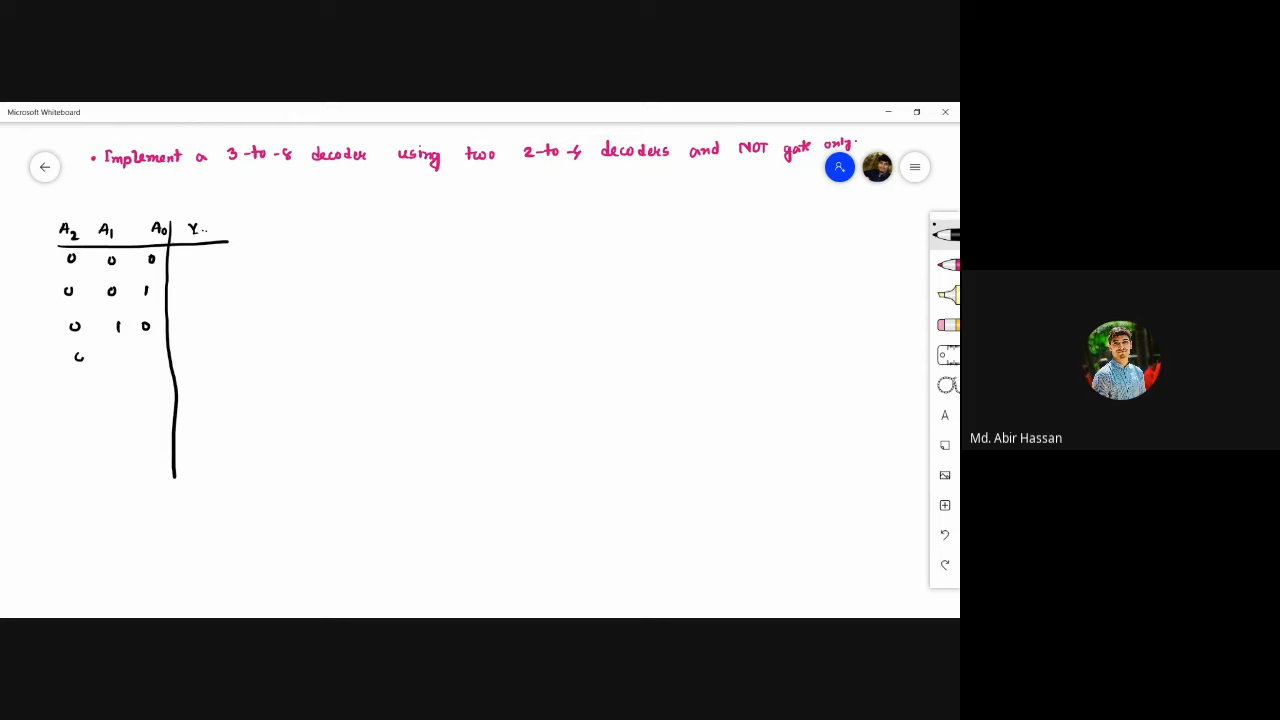 Microsoft Whiteboard
• Implement a 3-to-8 decoder using two 2-to-4 decoders and NOT gate only.
A2 A1 A0 Y..
0 0 0
0 0 1
0 1 0
0
A
Md. Abir Hassan